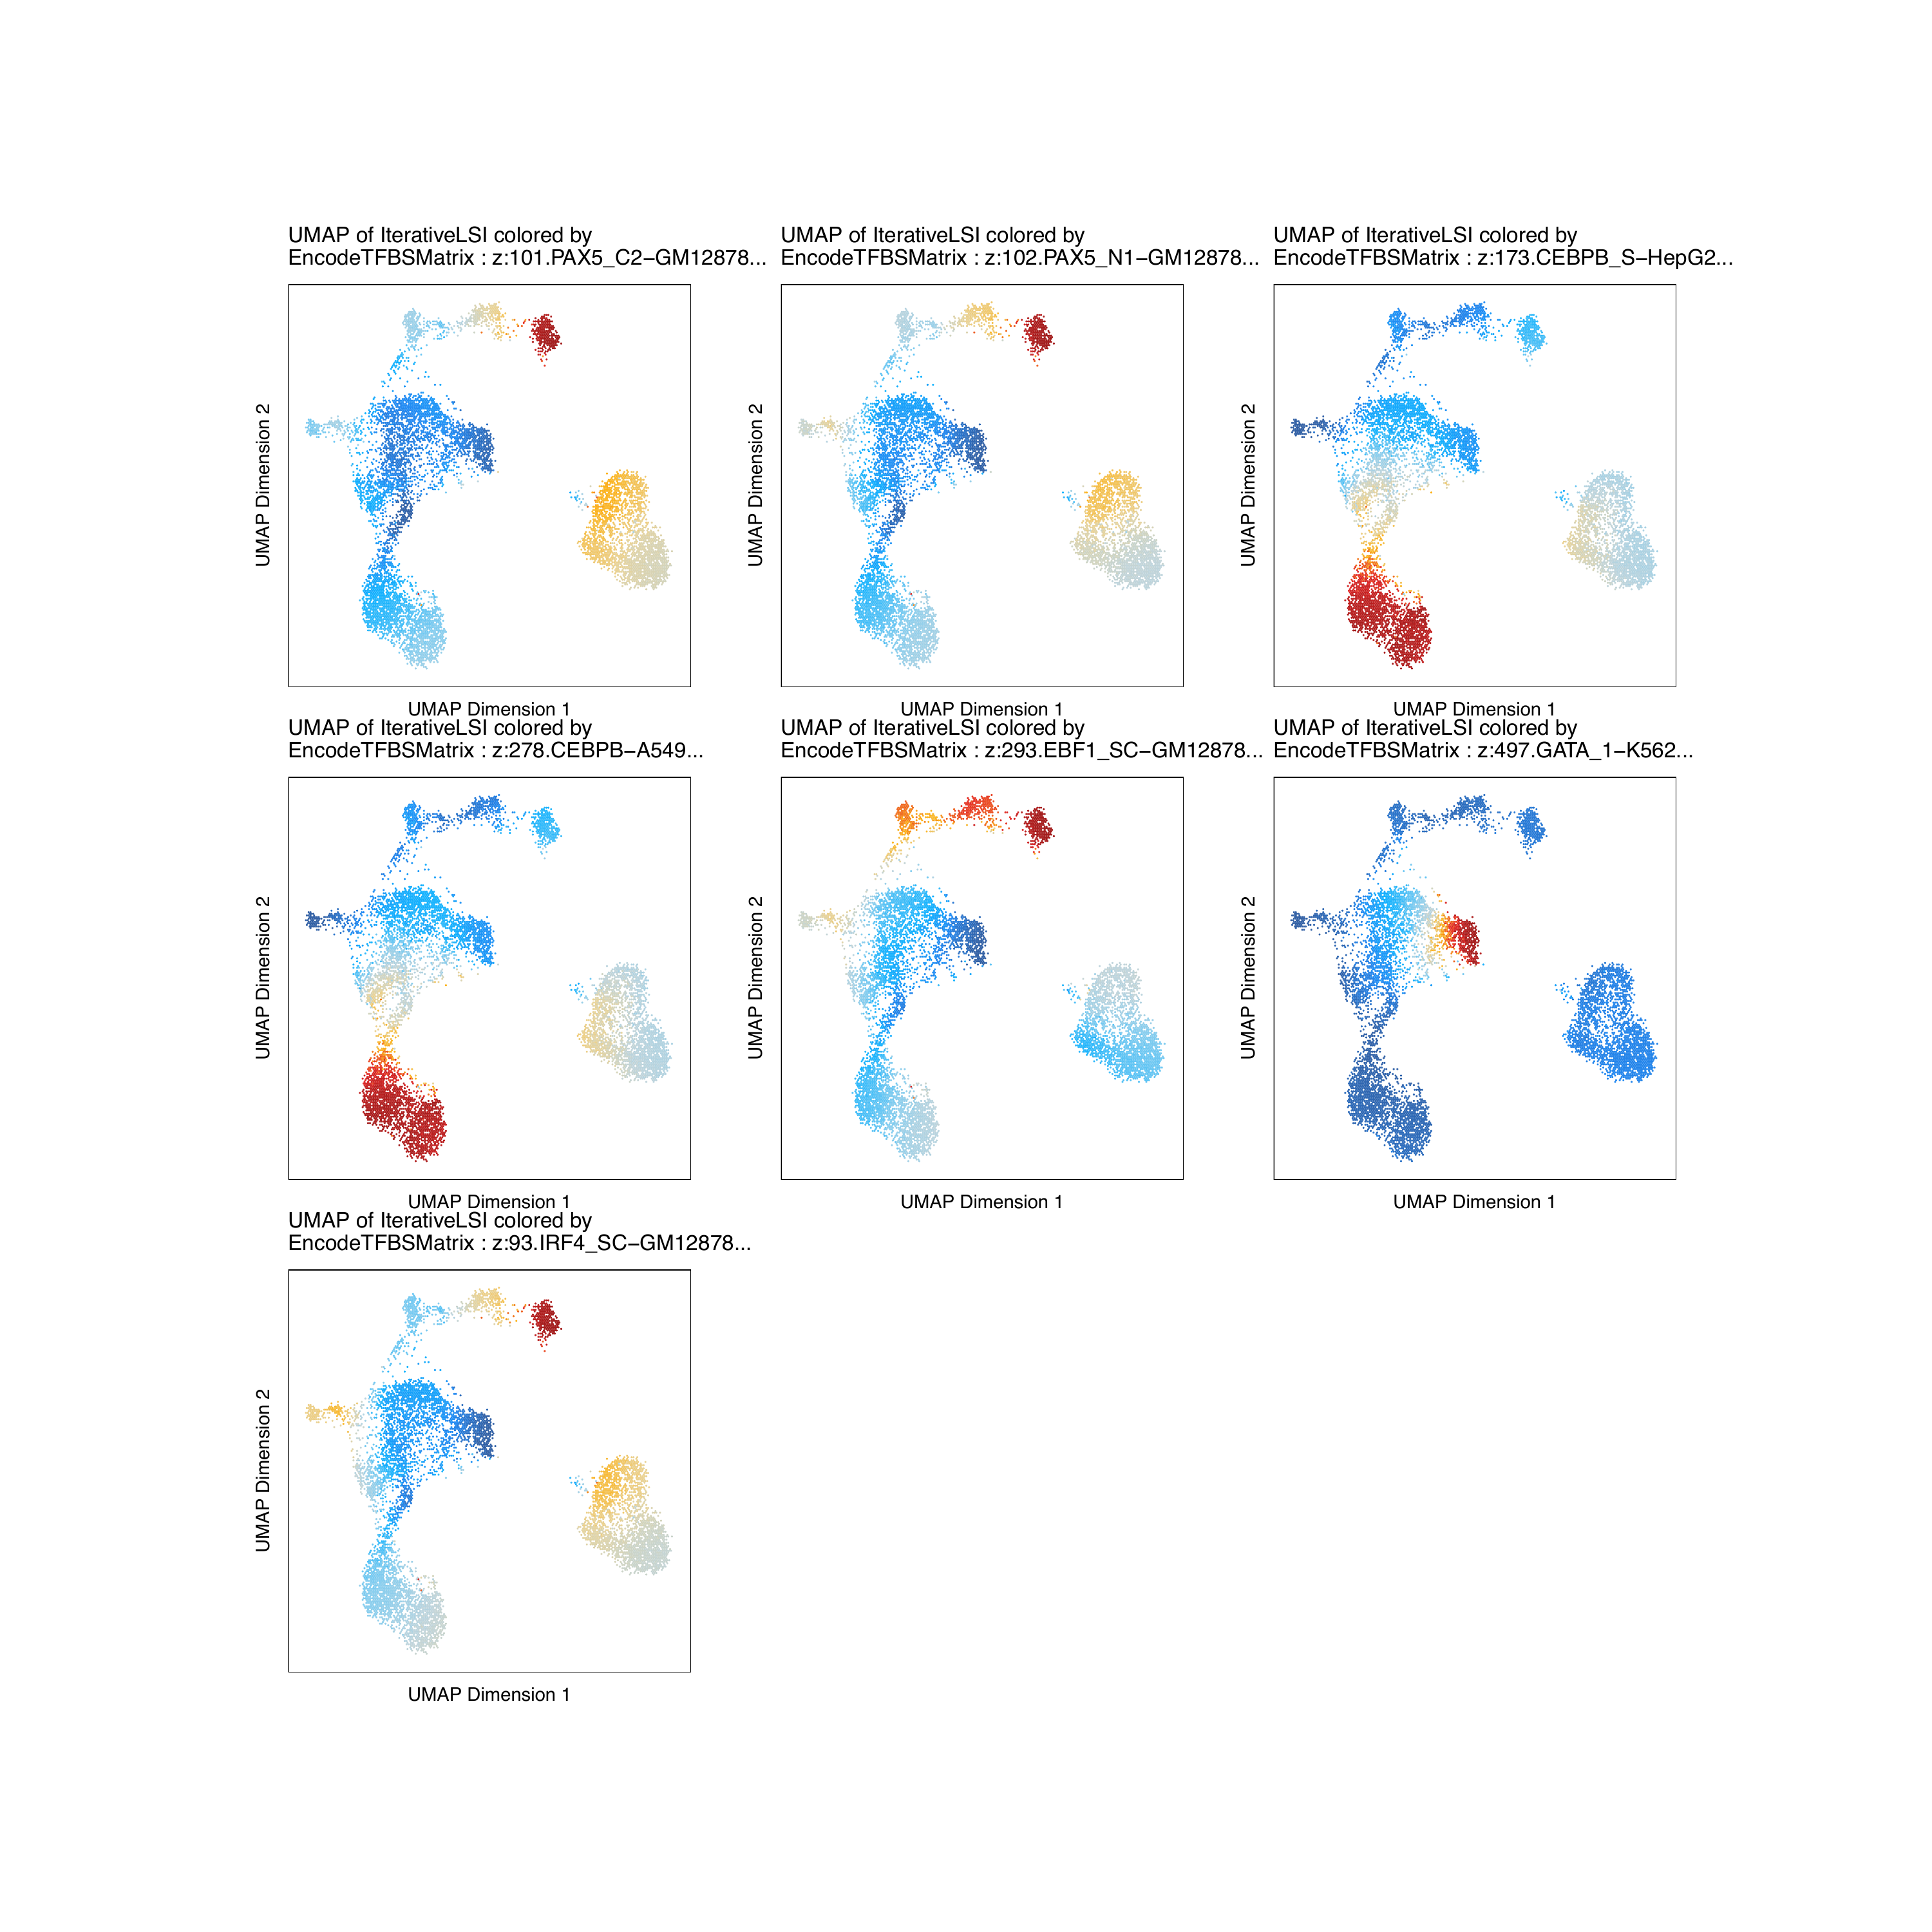 UMAP of IterativeLSI colored by
EncodeTFBSMatrix : z:101.PAX5_C2−GM12878...
UMAP Dimension 2
UMAP Dimension 1
UMAP of IterativeLSI colored by
EncodeTFBSMatrix : z:102.PAX5_N1−GM12878...
UMAP Dimension 2
UMAP Dimension 1
UMAP of IterativeLSI colored by
EncodeTFBSMatrix : z:173.CEBPB_S−HepG2...
UMAP Dimension 2
UMAP Dimension 1
UMAP of IterativeLSI colored by
EncodeTFBSMatrix : z:278.CEBPB−A549...
UMAP Dimension 2
UMAP Dimension 1
UMAP of IterativeLSI colored by
EncodeTFBSMatrix : z:293.EBF1_SC−GM12878...
UMAP Dimension 2
UMAP Dimension 1
UMAP of IterativeLSI colored by
EncodeTFBSMatrix : z:497.GATA_1−K562...
UMAP Dimension 2
UMAP Dimension 1
UMAP of IterativeLSI colored by
EncodeTFBSMatrix : z:93.IRF4_SC−GM12878...
UMAP Dimension 2
UMAP Dimension 1